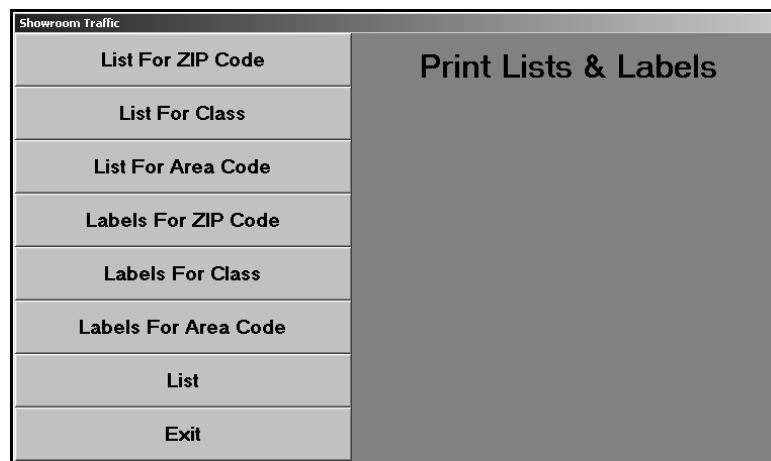 Showroom Traffic
List For ZIP Code
List For Class
List For Area Code
Labels For ZIP Code
Labels For Class
Labels For Area Code
List
Exit
Print Lists & Labels